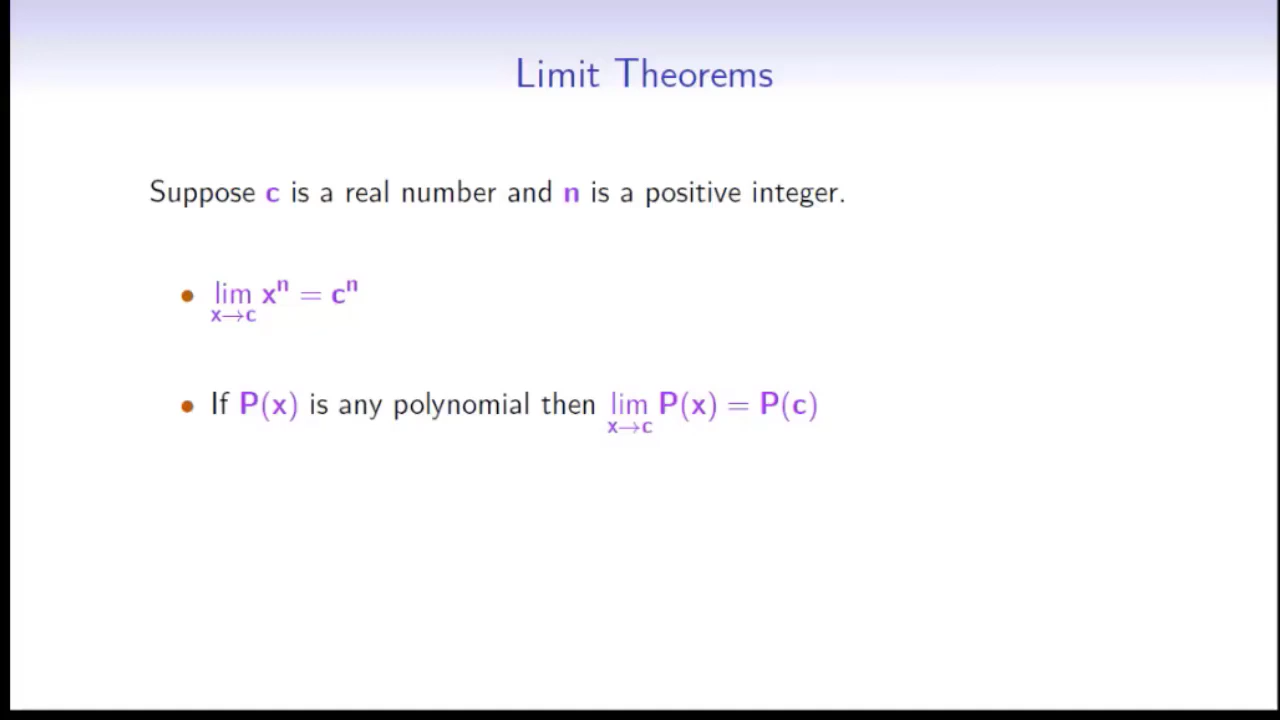 Limit Theorems
Suppose c is a real number and n is a positive integer.
• lim x→c xⁿ = cⁿ
• If P(x) is any polynomial then lim x→c P(x) = P(c)